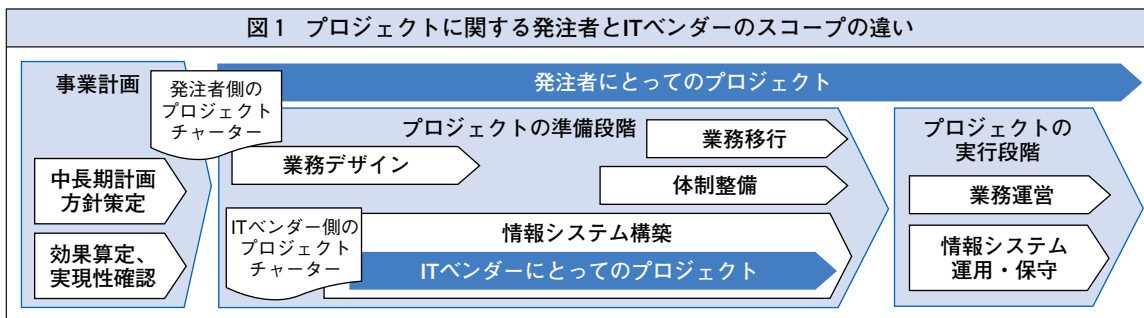 図1 プロジェクトに関する発注者とITベンダーのスコープの違い
事業計画
発注者側の
プロジェクト
チャーター
発注者にとってのプロジェクト
中長期計画
方針策定
効果算定、
実現性確認
プロジェクトの準備段階
業務デザイン
業務移行
体制整備
ITベンダー側の
プロジェクト
チャーター
情報システム構築
ITベンダーにとってのプロジェクト
プロジェクトの
実行段階
業務運営
情報システム
運用・保守